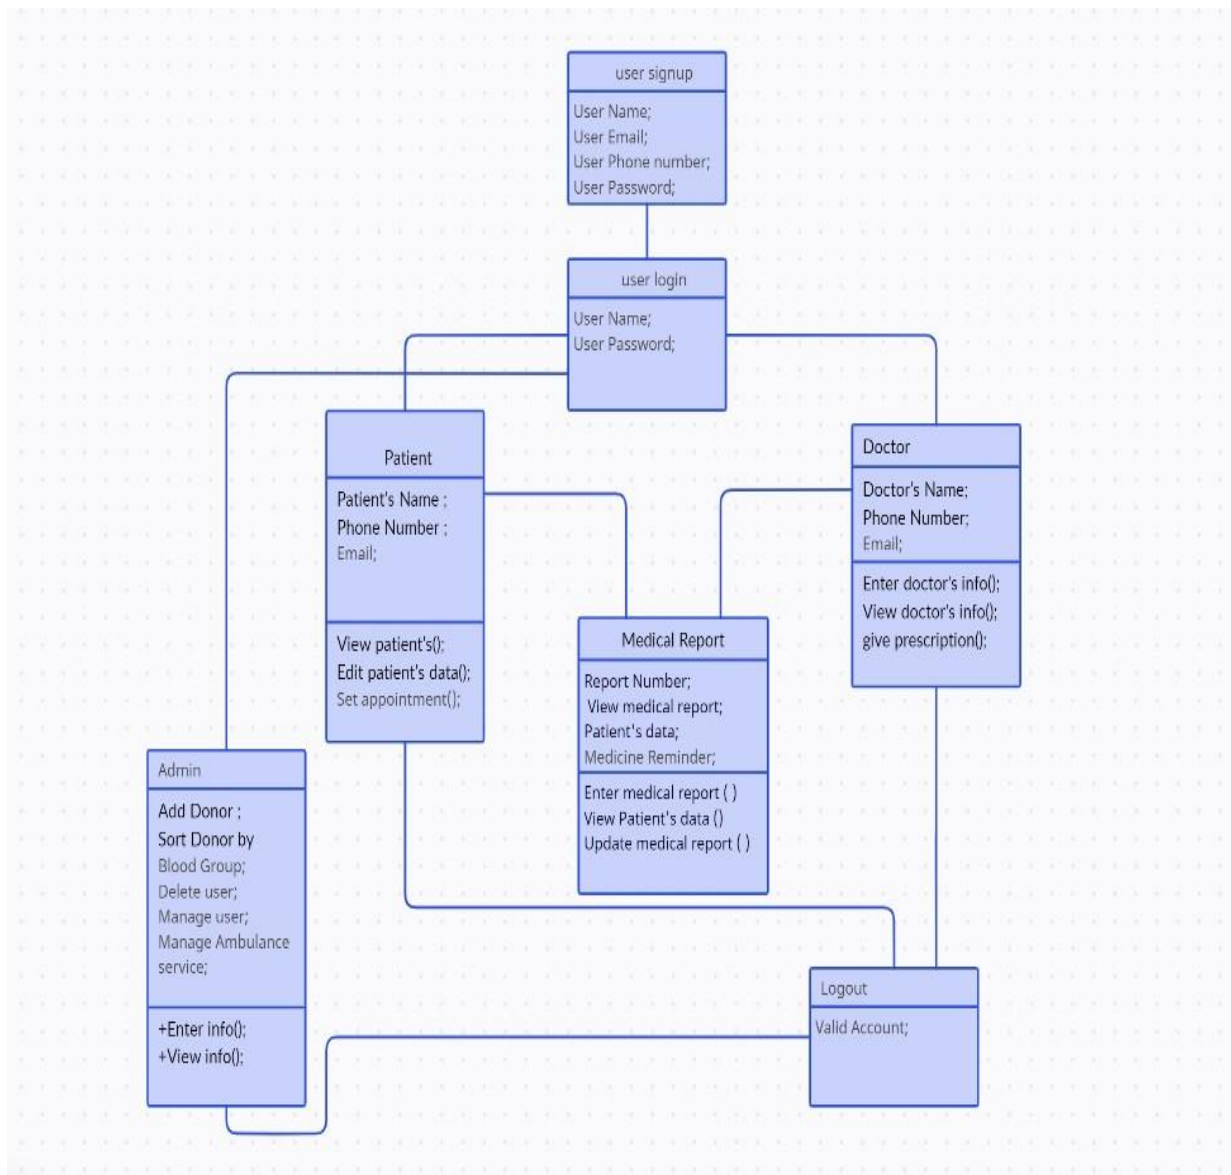 user signup
User Name;
User Email;
User Phone number;
User Password;
user login
User Name;
User Password;
Patient
Patient's Name ;
Phone Number ;
Email;
View patient's();
Edit patient's data();
Set appointment();
Doctor
Doctor's Name;
Phone Number;
Email;
Enter doctor's info();
View doctor's info();
give prescription();
Medical Report
Report Number;
View medical report;
Patient's data;
Medicine Reminder;
Enter medical report ( )
View Patient's data ()
Update medical report ( )
Admin
Add Donor ;
Sort Donor by
Blood Group;
Delete user;
Manage user;
Manage Ambulance
service;
+Enter info();
+View info();
Logout
Valid Account;